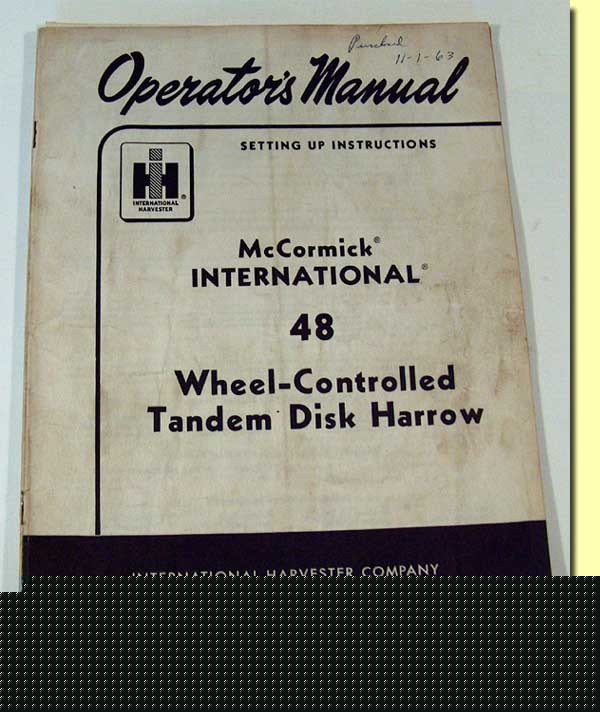 Purchased
11-1-63
Operator's Manual
SETTING UP INSTRUCTIONS
IH
INTERNATIONAL
HARVESTER
®
McCormick®
INTERNATIONAL®
48
Wheel-Controlled
Tandem Disk Harrow
INTERNATIONAL HARVESTER COMPANY